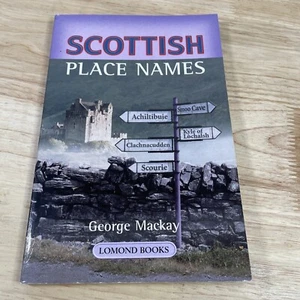 SCOTTISH
PLACE NAMES
Smoo Cave
Achiltibuie
Kyle of
Lochalsh
Clachnacudden
Scourie
George Mackay
LOMOND BOOKS